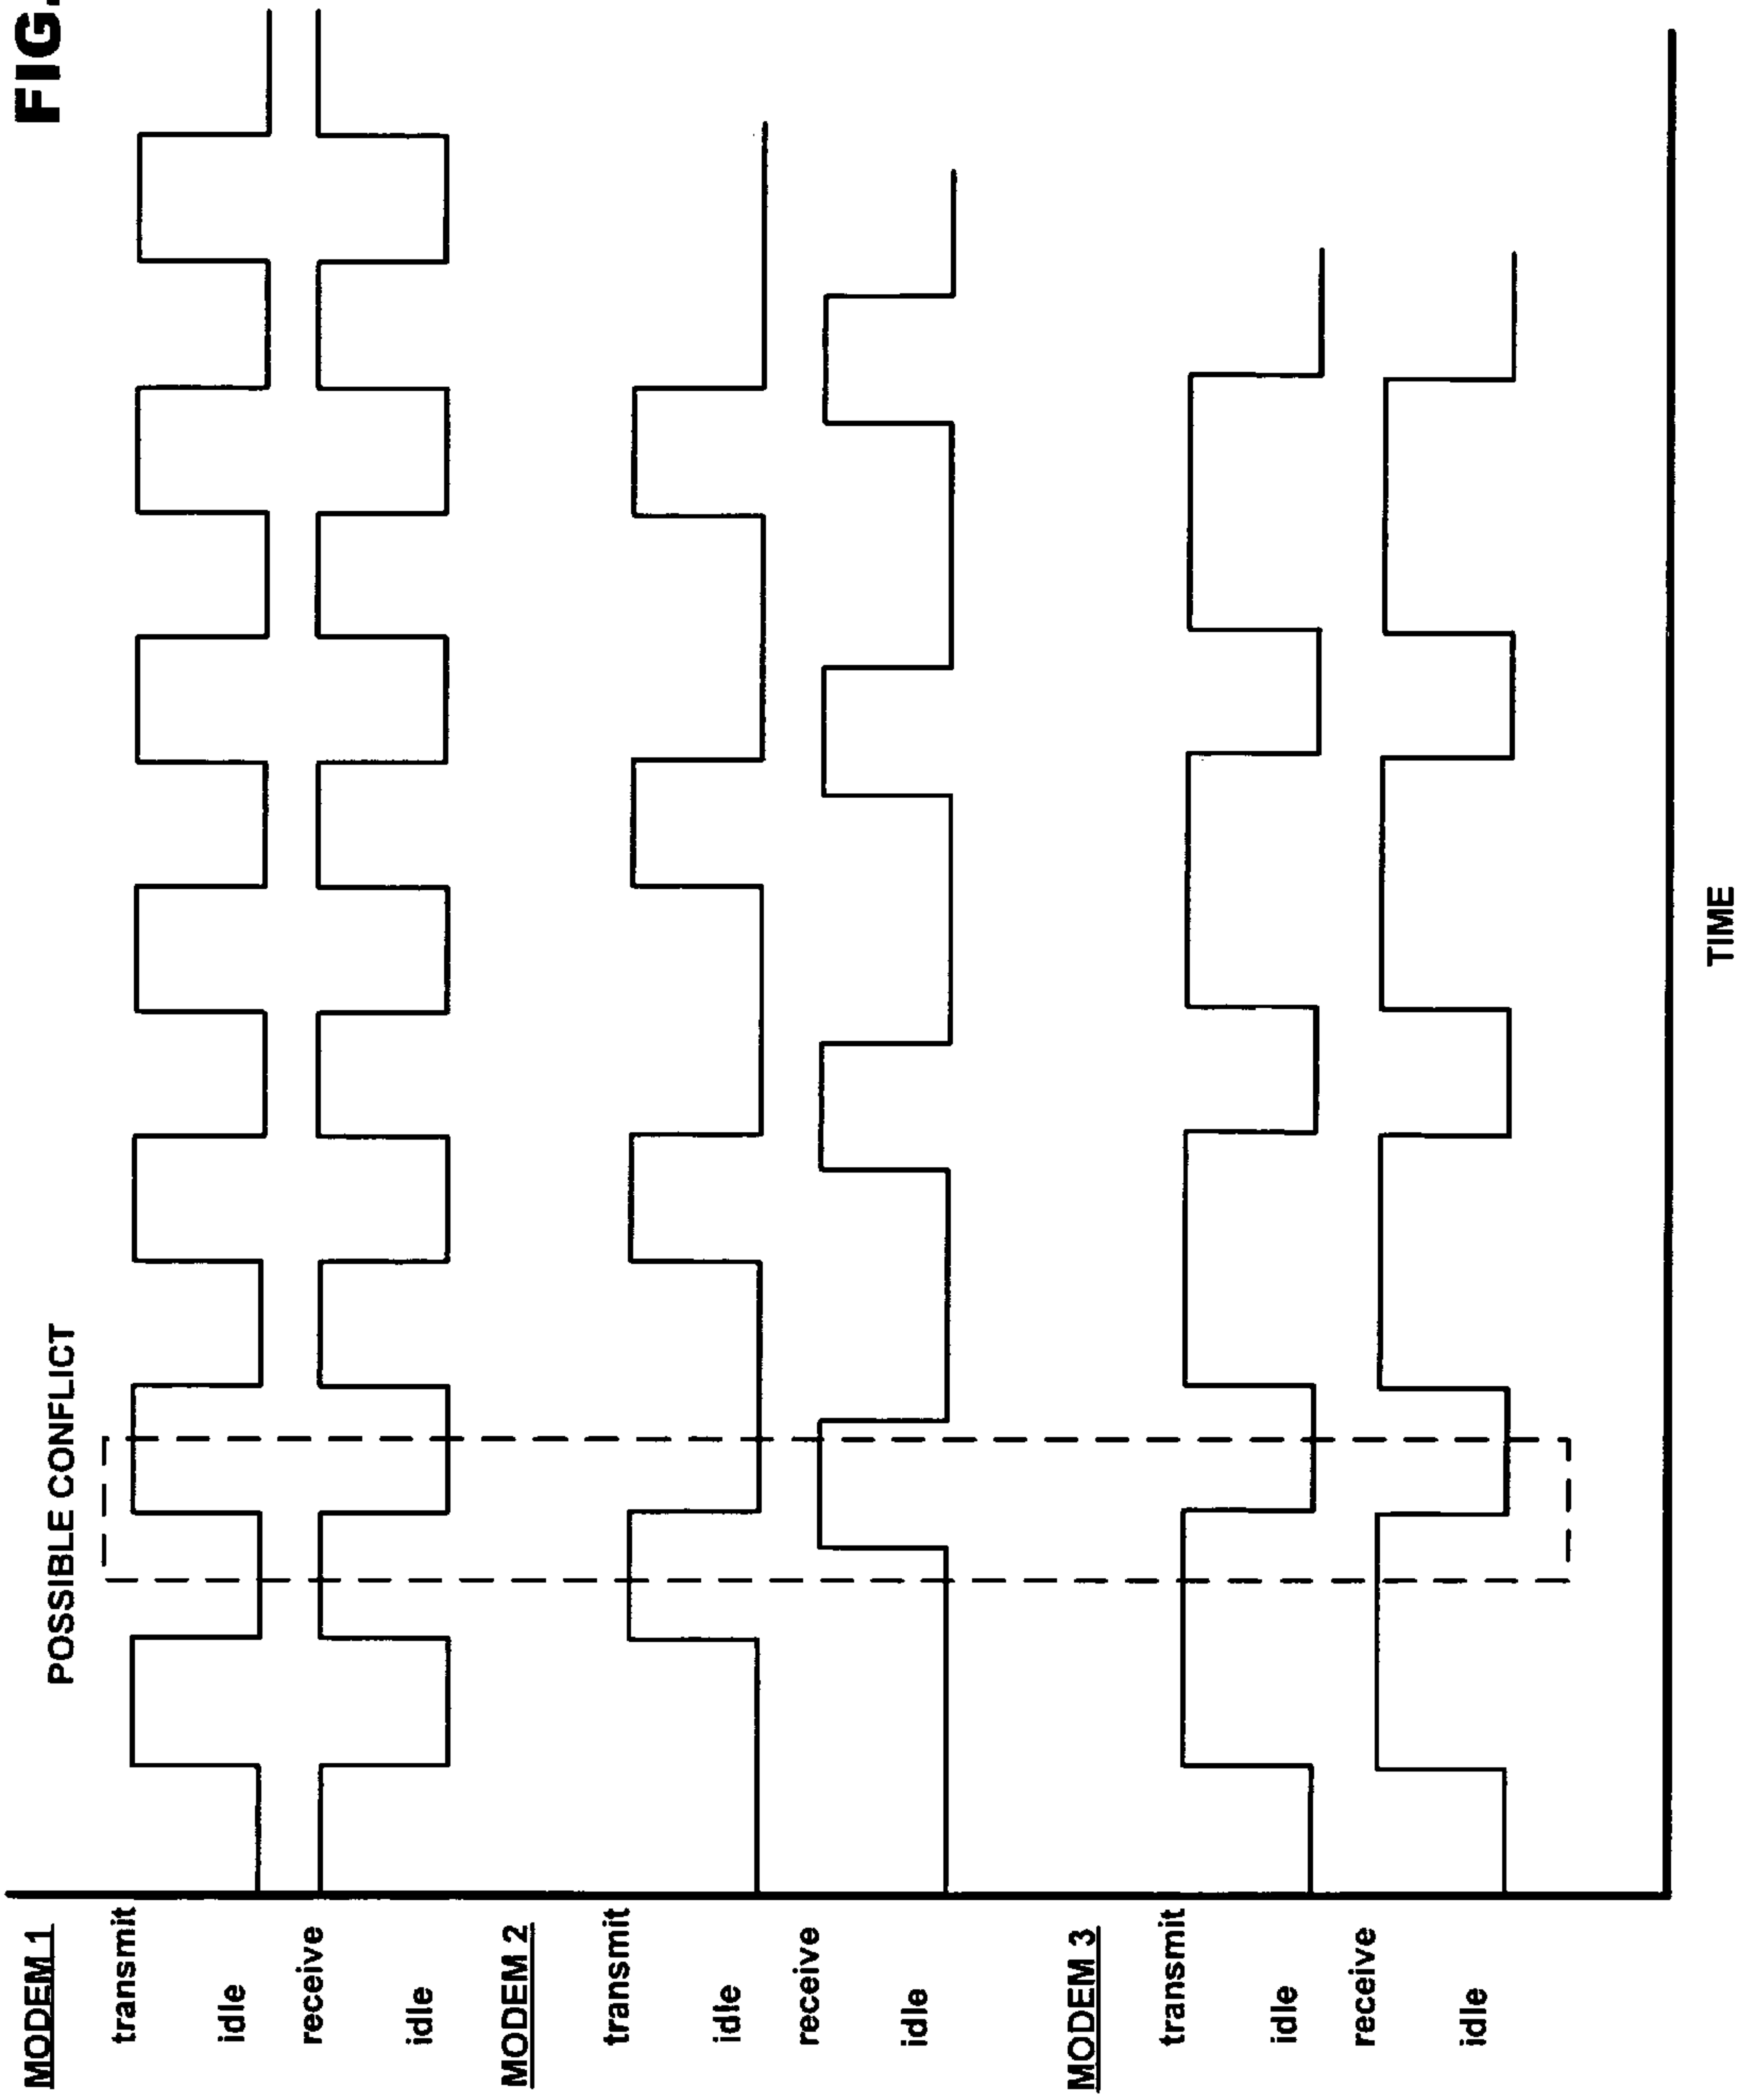 FIG.
POSSIBLE CONFLICT
MODEM 1
transmit
idle
receive
idle
MODEM 2
transmit
idle
receive
idle
MODEM 3
transmit
idle
receive
idle
TIME